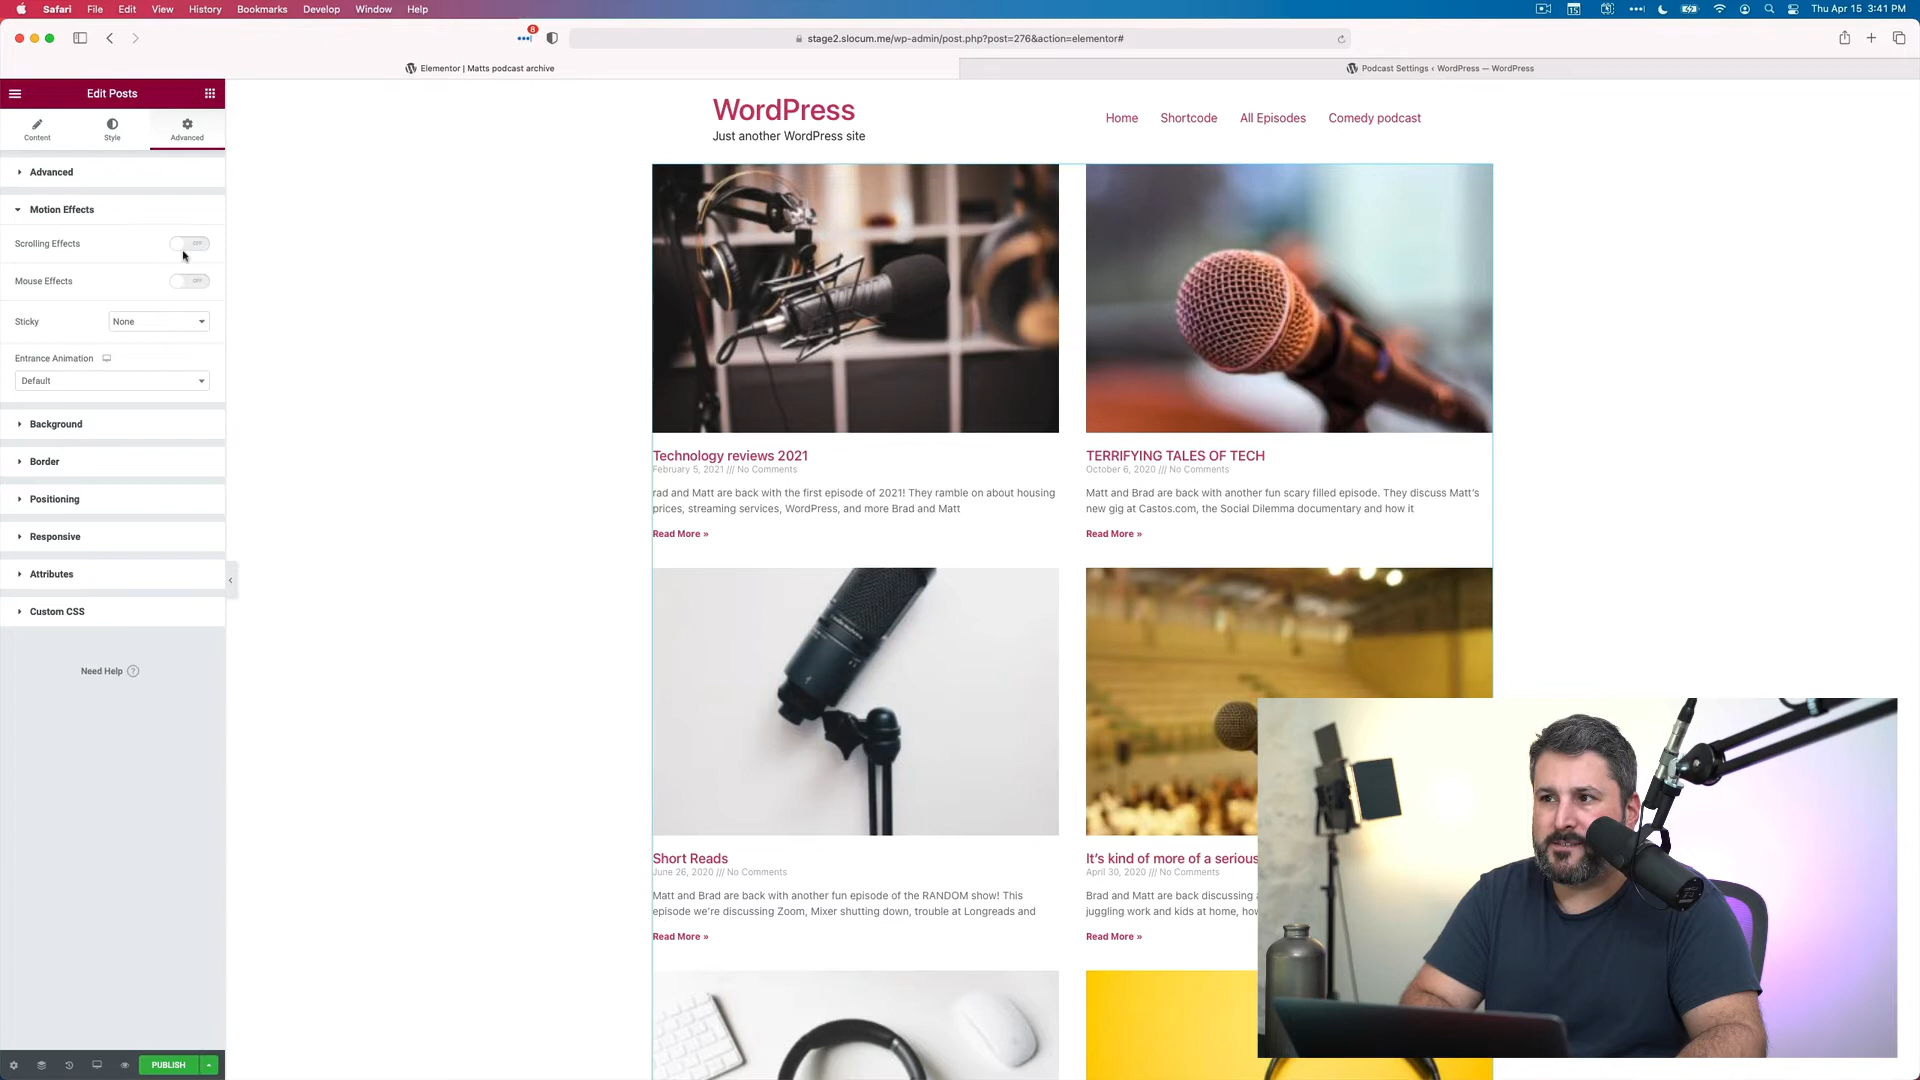 Safari File Edit View History Bookmarks Develop Window Help
Thu Apr 15 3:41 PM
8
stage2.slocum.me/wp-admin/post.php?post=276&action=elementor#
Elementor | Matts podcast archive
Podcast Settings ‹ WordPress — WordPress
Edit Posts
Content
Style
Advanced
Advanced
Motion Effects
Scrolling Effects
OFF
Mouse Effects
OFF
Sticky
None
Entrance Animation
Default
Background
Border
Positioning
Responsive
Attributes
Custom CSS
Need Help ?
PUBLISH
WordPress
Just another WordPress site
Home
Shortcode
All Episodes
Comedy podcast
Technology reviews 2021
February 5, 2021 /// No Comments
rad and Matt are back with the first episode of 2021! They ramble on about housing
prices, streaming services, WordPress, and more Brad and Matt
Read More »
TERRIFYING TALES OF TECH
October 6, 2020 /// No Comments
Matt and Brad are back with another fun scary filled episode. They discuss Matt's
new gig at Castos.com, the Social Dilemma documentary and how it
Read More »
Short Reads
June 26, 2020 /// No Comments
Matt and Brad are back with another fun episode of the RANDOM show! This
episode we're discussing Zoom, Mixer shutting down, trouble at Longreads and
Read More »
It's kind of more of a serious
April 30, 2020 /// No Comments
Brad and Matt are back discussing
juggling work and kids at home,
Read More »